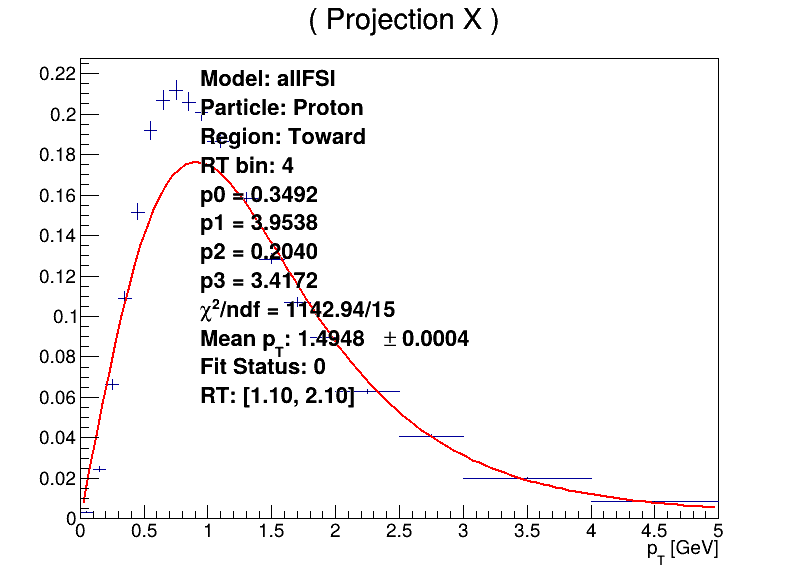 ( Projection X )
0.22
0.2
0.18
0.16
0.14
0.12
0.1
0.08
0.06
0.04
0.02
0
Model: allFSI
Particle: Proton
Region: Toward
RT bin: 4
p0 = 0.3492
p1 = 3.9538
p2 = 0.2040
p3 = 3.4172
χ²/ndf = 1142.94/15
Mean pT: 1.4948 ± 0.0004
Fit Status: 0
RT: [1.10, 2.10]
0 0.5 1 1.5 2 2.5 3 3.5 4 4.5 5
pT [GeV]